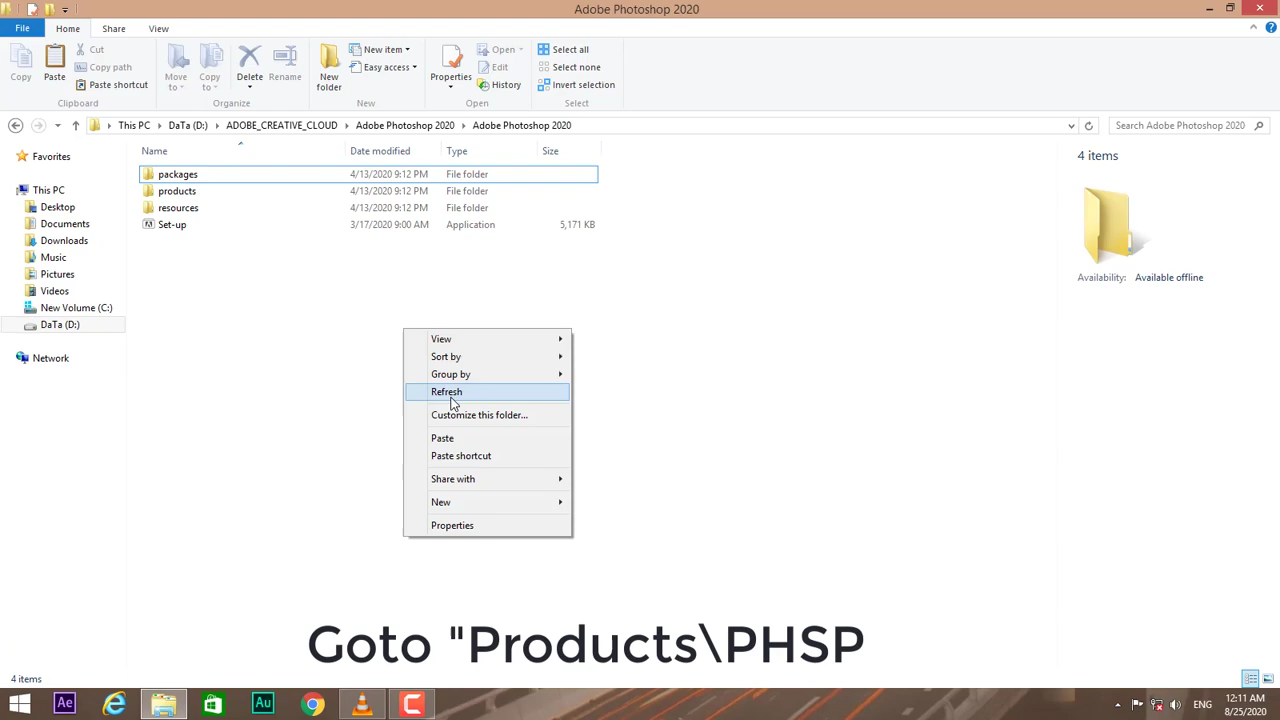 Adobe Photoshop 2020
File Home Share View
Copy
Paste
Cut
Copy path
Paste shortcut
Clipboard
Move to
Copy to
Delete
Rename
Organize
New folder
New item
Easy access
New
Properties
Open
Edit
History
Open
Select all
Select none
Invert selection
Select
This PC DaTa (D:) ADOBE_CREATIVE_CLOUD Adobe Photoshop 2020 Adobe Photoshop 2020
Search Adobe Photoshop 2020
Favorites
This PC
Desktop
Documents
Downloads
Music
Pictures
Videos
New Volume (C:)
DaTa (D:)
Network
Name Date modified Type Size
packages 4/13/2020 9:12 PM File folder
products 4/13/2020 9:12 PM File folder
resources 4/13/2020 9:12 PM File folder
Set-up 3/17/2020 9:00 AM Application 5,171 KB
4 items
Availability: Available offline
View
Sort by
Group by
Refresh
Customize this folder...
Paste
Paste shortcut
Share with
New
Properties
Goto "Products\PHSP
4 items
Ae
Au
ENG
12:11 AM
8/25/2020